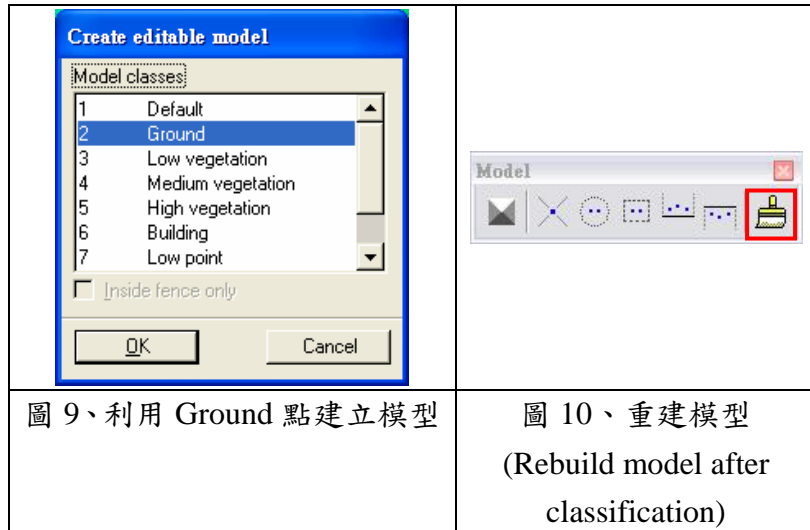 Create editable model
Model classes
1 Default
2 Ground
3 Low vegetation
4 Medium vegetation
5 High vegetation
6 Building
7 Low point
Inside fence only
OK Cancel
Model
圖 9、利用 Ground 點建立模型
圖 10、重建模型
(Rebuild model after
classification)